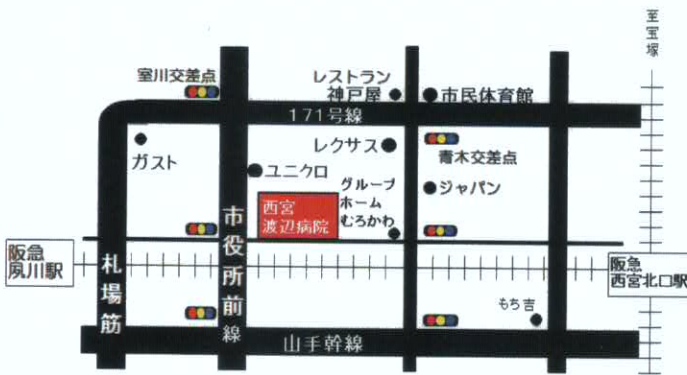 至宝塚
室川交差点
レストラン
神戸屋
市民体育館
171号線
ガスト
レクサス
青木交差点
ユニクロ
ジャパン
グループ
ホーム
むろかわ
西宮
渡辺病院
市役所前線
札場筋
阪急
夙川駅
阪急
西宮北口駅
もち吉
山手幹線